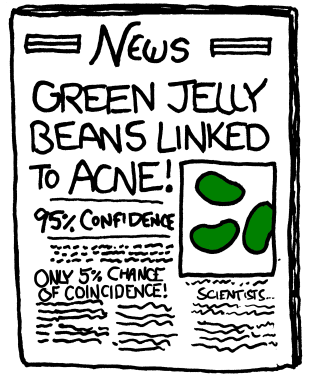 NEWS
GREEN JELLY
BEANS LINKED
TO ACNE!
95% CONFIDENCE
ONLY 5% CHANCE
OF COINCIDENCE!
SCIENTISTS...